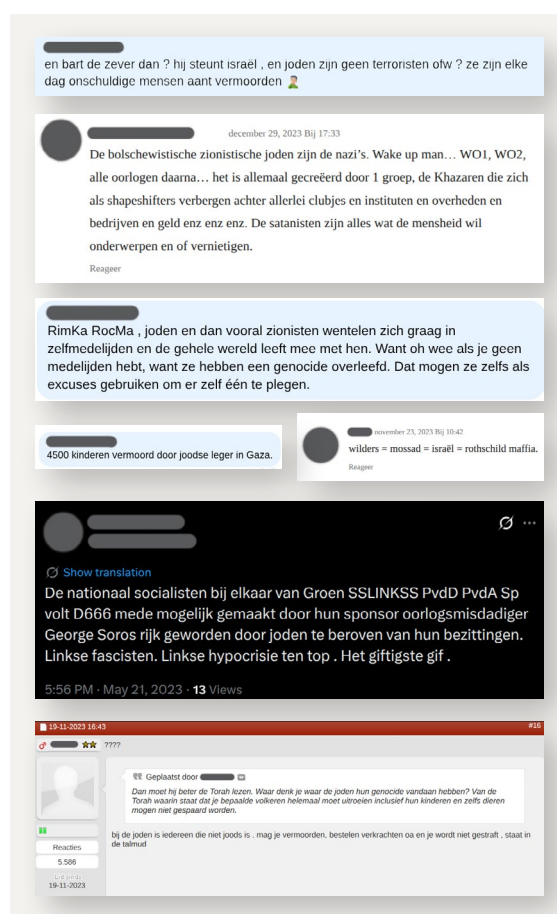 en bart de zever dan ? hij steunt israël , en joden zijn geen terroristen ofw ? ze zijn elke
dag onschuldige mensen aant vermoorden 🤦
december 29, 2023 Bij 17:33
De bolschewistische zionistische joden zijn de nazi's. Wake up man… WO1, WO2,
alle oorlogen daarna… het is allemaal gecreëerd door 1 groep, de Khazaren die zich
als shapeshifters verbergen achter allerlei clubjes en instituten en overheden en
bedrijven en geld enz enz enz. De satanisten zijn alles wat de mensheid wil
onderwerpen en of vernietigen.
Reageer
RimKa RocMa , joden en dan vooral zionisten wentelen zich graag in
zelfmedelijden en de gehele wereld leeft mee met hen. Want oh wee als je geen
medelijden hebt, want ze hebben een genocide overleefd. Dat mogen ze zelfs als
excuses gebruiken om er zelf één te plegen.
4500 kinderen vermoord door joodse leger in Gaza.
november 23, 2023 Bij 10:42
wilders = mossad = israël = rothschild maffia.
Reageer
Show translation
De nationaal socialisten bij elkaar van Groen SSLINKSS PvdD PvdA Sp
volt D666 mede mogelijk gemaakt door hun sponsor oorlogsmisdadiger
George Soros rijk geworden door joden te beroven van hun bezittingen.
Linkse fascisten. Linkse hypocrisie ten top . Het giftigste gif .
5:56 PM · May 21, 2023 · 13 Views
19-11-2023 16:43
#16
????
Geplaatst door
Dan moet hij beter de Torah lezen. Waar denk je waar de joden hun genocide vandaan hebben? Van de
Torah waarin staat dat je bepaalde volkeren helemaal moet uitroeien inclusief hun kinderen en zelfs dieren
mogen niet gespaard worden.
bij de joden is iedereen die niet joods is . mag je vermoorden, bestelen verkrachten oa en je wordt niet gestraft , staat in
de talmud
Reacties
5.586
Lid sinds
19-11-2023